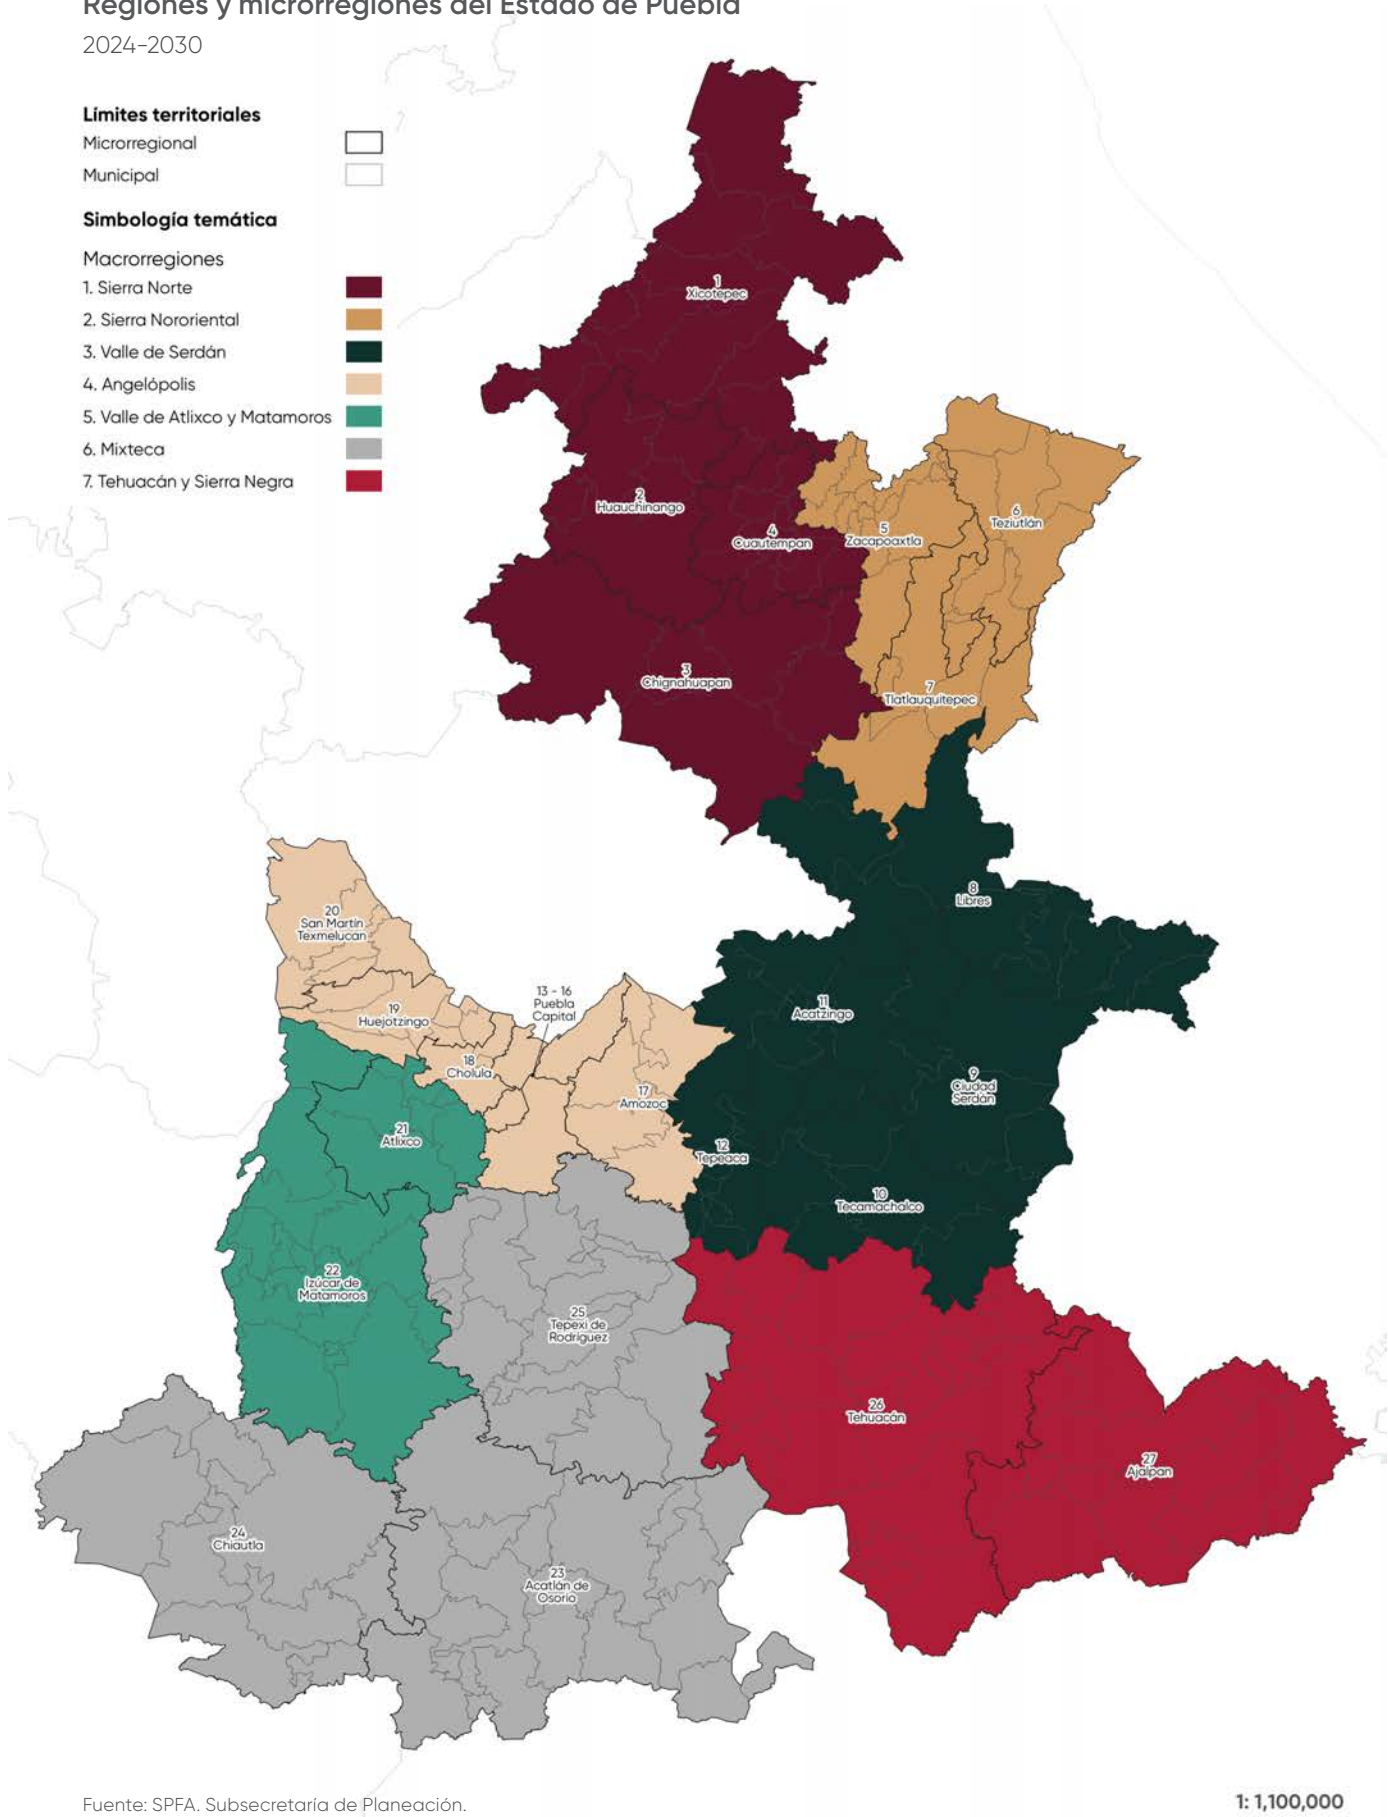 Regiones y microrregiones del Estado de Puebla
2024-2030
Límites territoriales
Microrregional
Municipal
Simbología temática
Macrorregiones
1. Sierra Norte
2. Sierra Nororiental
3. Valle de Serdán
4. Angelópolis
5. Valle de Atlixco y Matamoros
6. Mixteca
7. Tehuacán y Sierra Negra
1
Xicotepec
2
Huauchinango
4
Cuautempan
5
Zacapoaxtla
6
Teziutlán
3
Chignahuapan
7
Tlatlauquitepec
8
Libres
20
San Martín
Texmelucan
13 - 16
Puebla
Capital
19
Huejotzingo
11
Acatzingo
18
Cholula
17
Amozoc
9
Ciudad
Serdán
21
Atlixco
12
Tepeaca
10
Tecamachalco
22
Izúcar de
Matamoros
25
Tepexi de
Rodríguez
26
Tehuacán
27
Ajalpan
24
Chiautla
23
Acatlán de
Osorio
Fuente: SPFA. Subsecretaría de Planeación.
1: 1,100,000